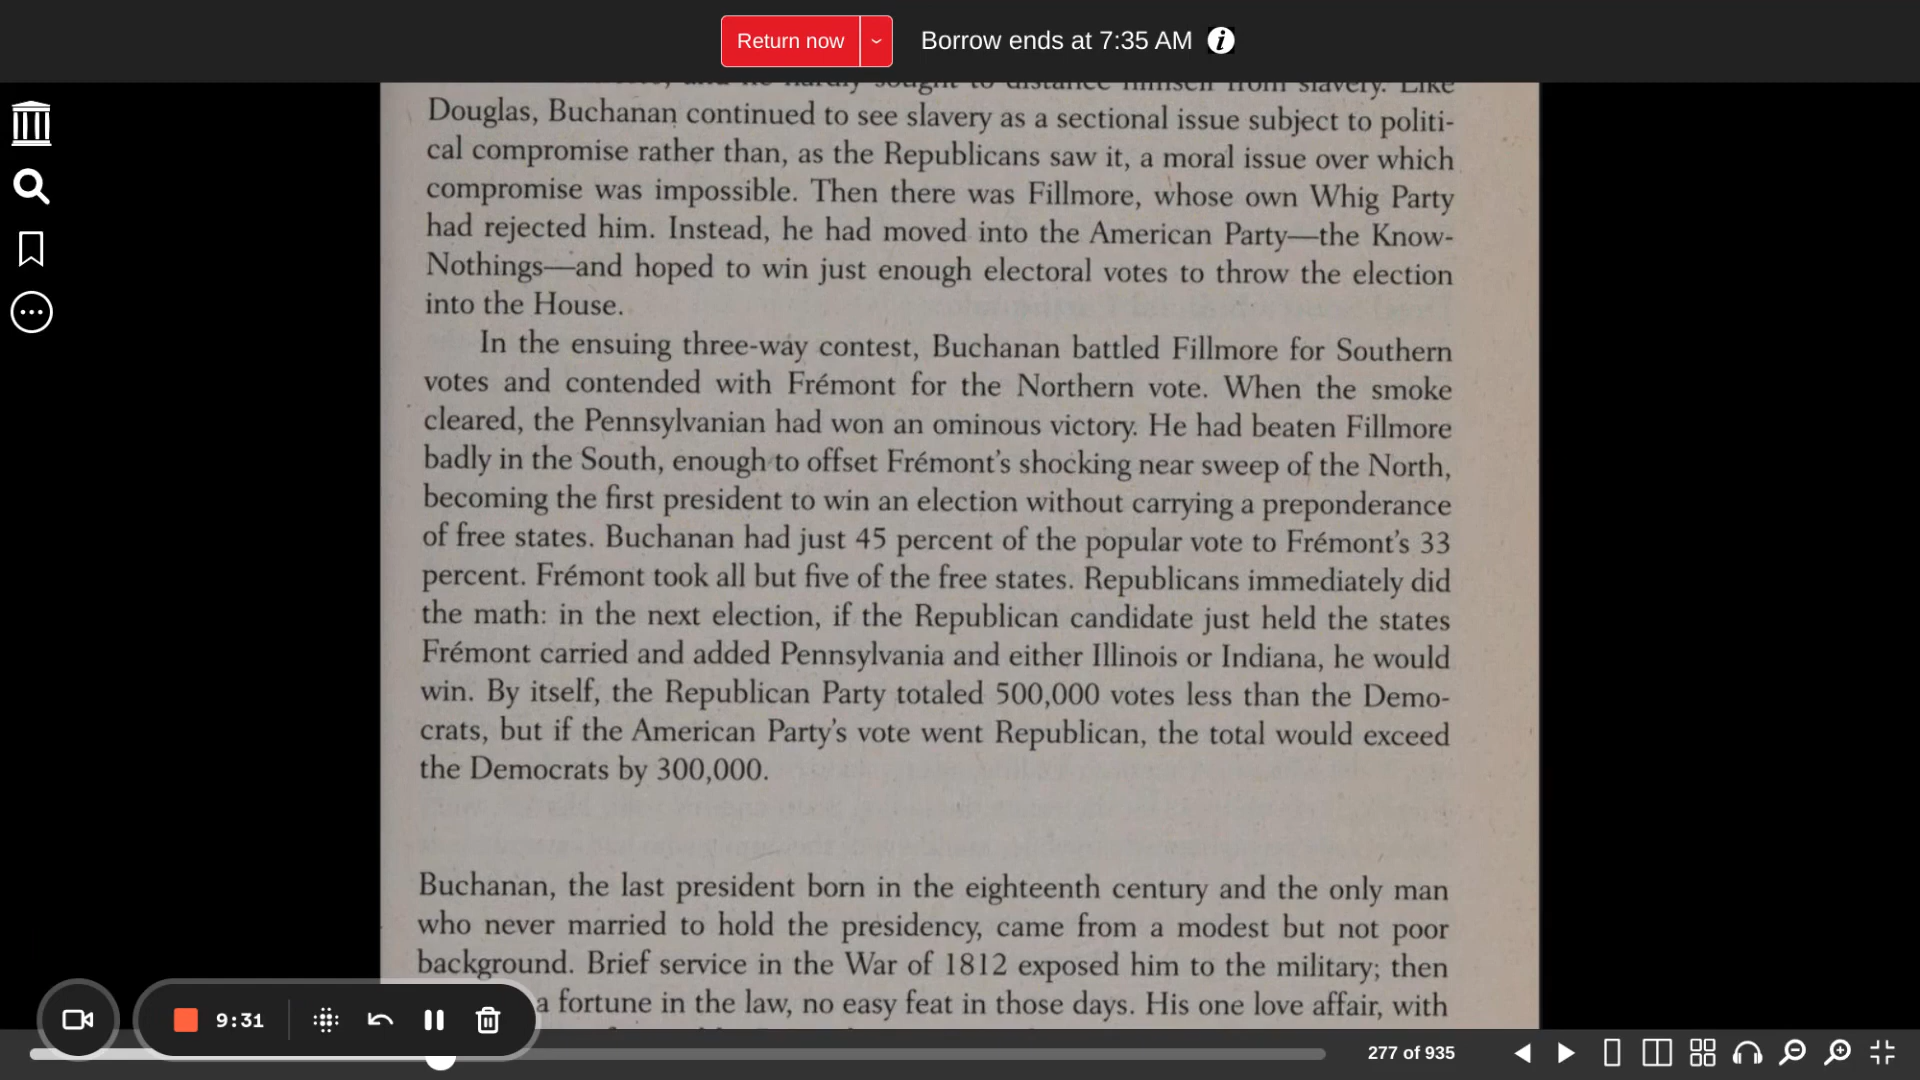 Return now
Borrow ends at 7:35 AM
hardly sought to distance himself from slavery. Like
Douglas, Buchanan continued to see slavery as a sectional issue subject to politi-
cal compromise rather than, as the Republicans saw it, a moral issue over which
compromise was impossible. Then there was Fillmore, whose own Whig Party
had rejected him. Instead, he had moved into the American Party—the Know-
Nothings—and hoped to win just enough electoral votes to throw the election
into the House.
In the ensuing three-way contest, Buchanan battled Fillmore for Southern
votes and contended with Frémont for the Northern vote. When the smoke
cleared, the Pennsylvanian had won an ominous victory. He had beaten Fillmore
badly in the South, enough to offset Frémont's shocking near sweep of the North,
becoming the first president to win an election without carrying a preponderance
of free states. Buchanan had just 45 percent of the popular vote to Frémont's 33
percent. Frémont took all but five of the free states. Republicans immediately did
the math: in the next election, if the Republican candidate just held the states
Frémont carried and added Pennsylvania and either Illinois or Indiana, he would
win. By itself, the Republican Party totaled 500,000 votes less than the Demo-
crats, but if the American Party's vote went Republican, the total would exceed
the Democrats by 300,000.
Buchanan, the last president born in the eighteenth century and the only man
who never married to hold the presidency, came from a modest but not poor
background. Brief service in the War of 1812 exposed him to the military; then
a fortune in the law, no easy feat in those days. His one love affair, with
9:31
277 of 935